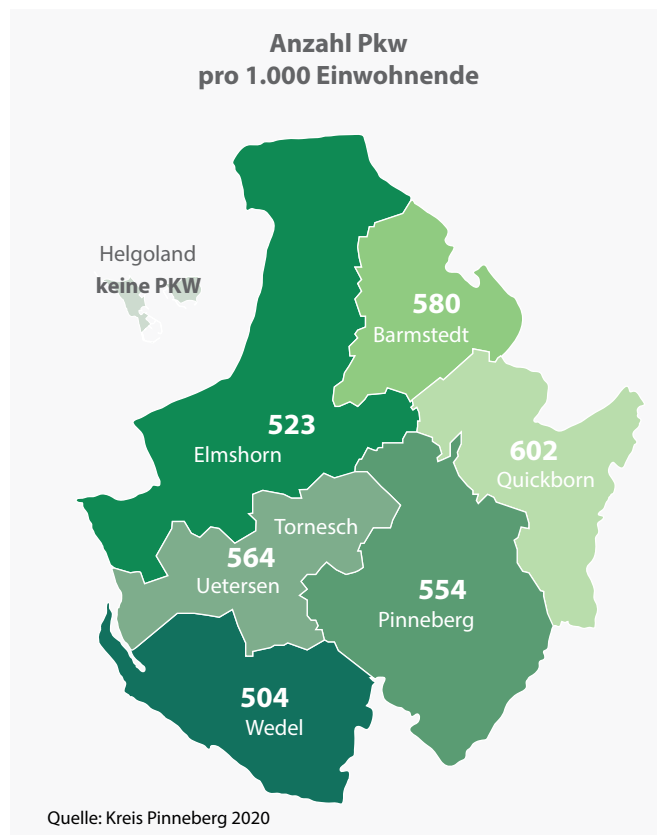 Anzahl Pkw
pro 1.000 Einwohnende
Helgoland
keine PKW
580
Barmstedt
523
Elmshorn
602
Quickborn
Tornesch
564
Uetersen
554
Pinneberg
504
Wedel
Quelle: Kreis Pinneberg 2020